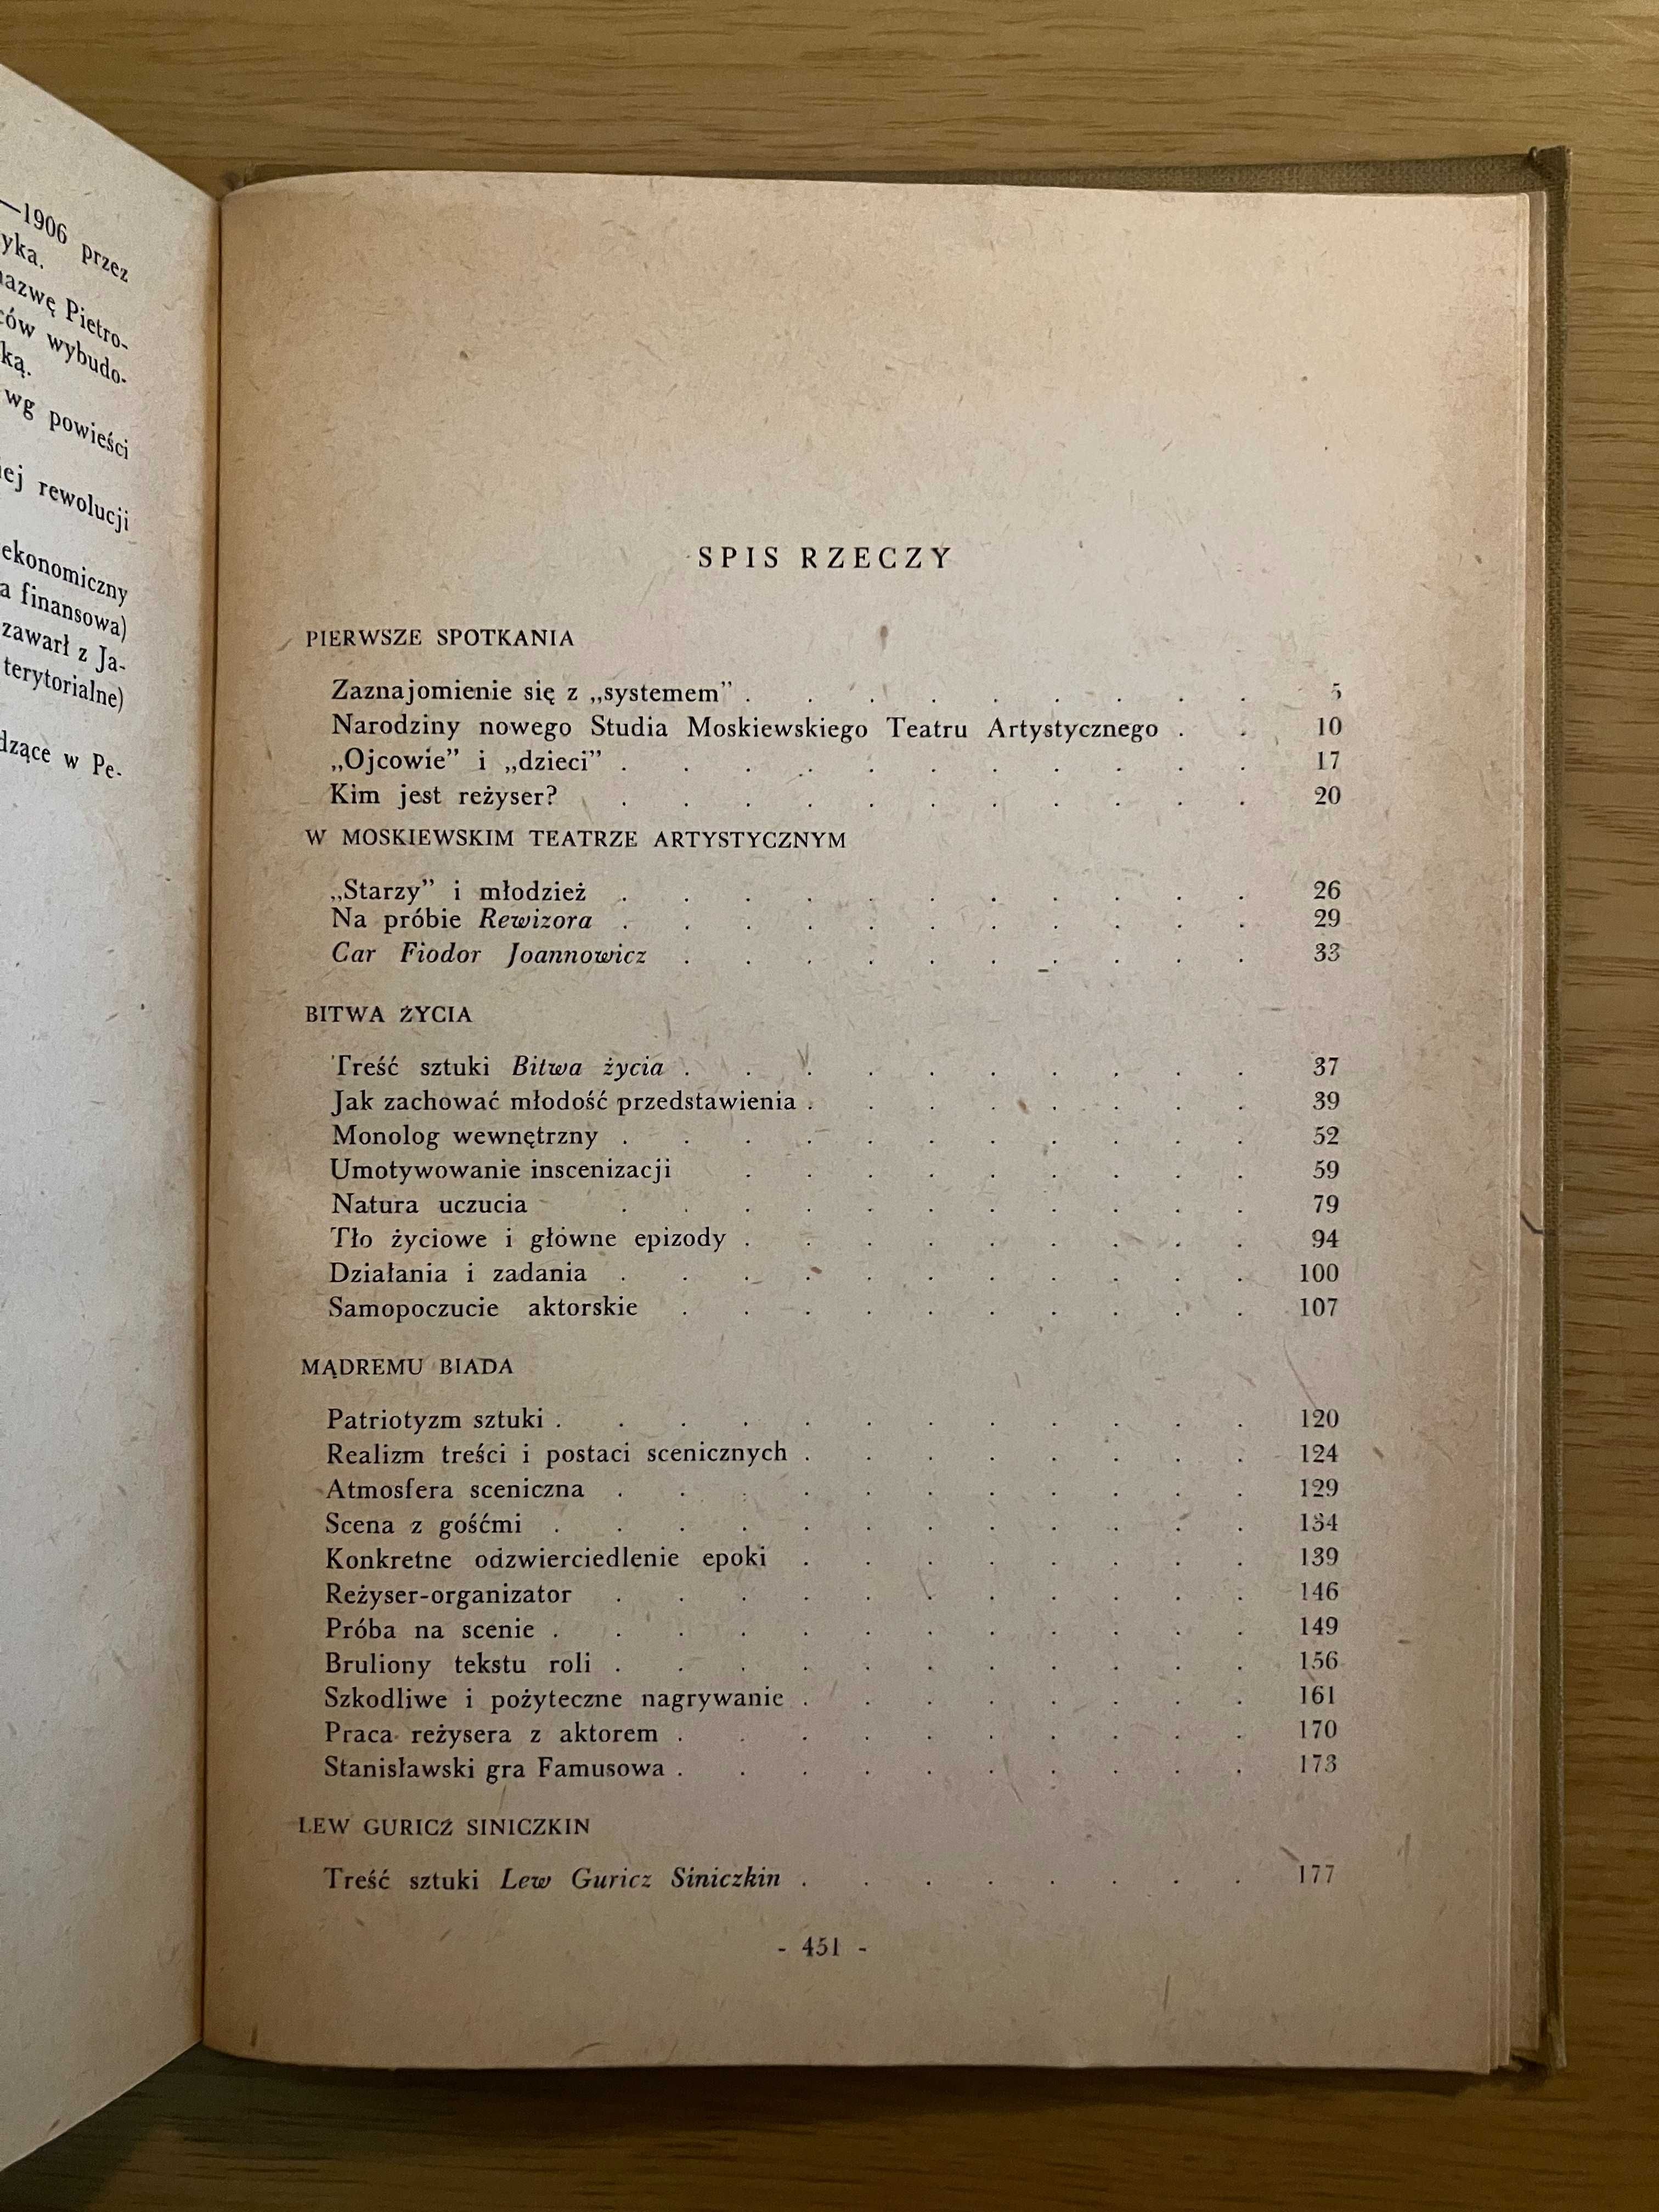 —1906 przez
yka.
nazwę Pietro-
ców wybudo-
ką.
wg powieści
ej rewolucji
ekonomiczny
a finansowa)
zawarł z Ja-
terytorialne)
dzące w Pe-
SPIS RZECZY
PIERWSZE SPOTKANIA
Zaznajomienie się z „systemem” . . . . . . . . . 5
Narodziny nowego Studia Moskiewskiego Teatru Artystycznego . . 10
„Ojcowie” i „dzieci” . . . . . . . . . . . 17
Kim jest reżyser? . . . . . . . . . . . 20
W MOSKIEWSKIM TEATRZE ARTYSTYCZNYM
„Starzy” i młodzież . . . . . . . . . . . 26
Na próbie Rewizora . . . . . . . . . . . 29
Car Fiodor Joannowicz . . . . . . . . . . 33
BITWA ŻYCIA
Treść sztuki Bitwa życia . . . . . . . . . . 37
Jak zachować młodość przedstawienia . . . . . . . . 39
Monolog wewnętrzny . . . . . . . . . . . 52
Umotywowanie inscenizacji . . . . . . . . . 59
Natura uczucia . . . . . . . . . . . 79
Tło życiowe i główne epizody . . . . . . . . . 94
Działania i zadania . . . . . . . . . . . 100
Samopoczucie aktorskie . . . . . . . . . . 107
MĄDREMU BIADA
Patriotyzm sztuki . . . . . . . . . . . . 120
Realizm treści i postaci scenicznych . . . . . . . . 124
Atmosfera sceniczna . . . . . . . . . . . 129
Scena z gośćmi . . . . . . . . . . . . 134
Konkretne odzwierciedlenie epoki . . . . . . . . 139
Reżyser-organizator . . . . . . . . . . . 146
Próba na scenie . . . . . . . . . . . . 149
Bruliony tekstu roli . . . . . . . . . . . 156
Szkodliwe i pożyteczne nagrywanie . . . . . . . . 161
Praca reżysera z aktorem . . . . . . . . . . 170
Stanisławski gra Famusowa . . . . . . . . . . 173
LEW GURICZ SINICZKIN
Treść sztuki Lew Guricz Siniczkin . . . . . . . . 177
- 451 -